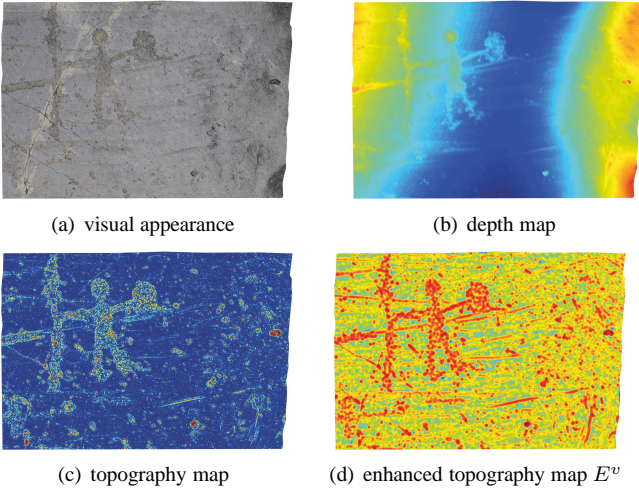 (a) visual appearance
(b) depth map
(c) topography map
(d) enhanced topography map E^v